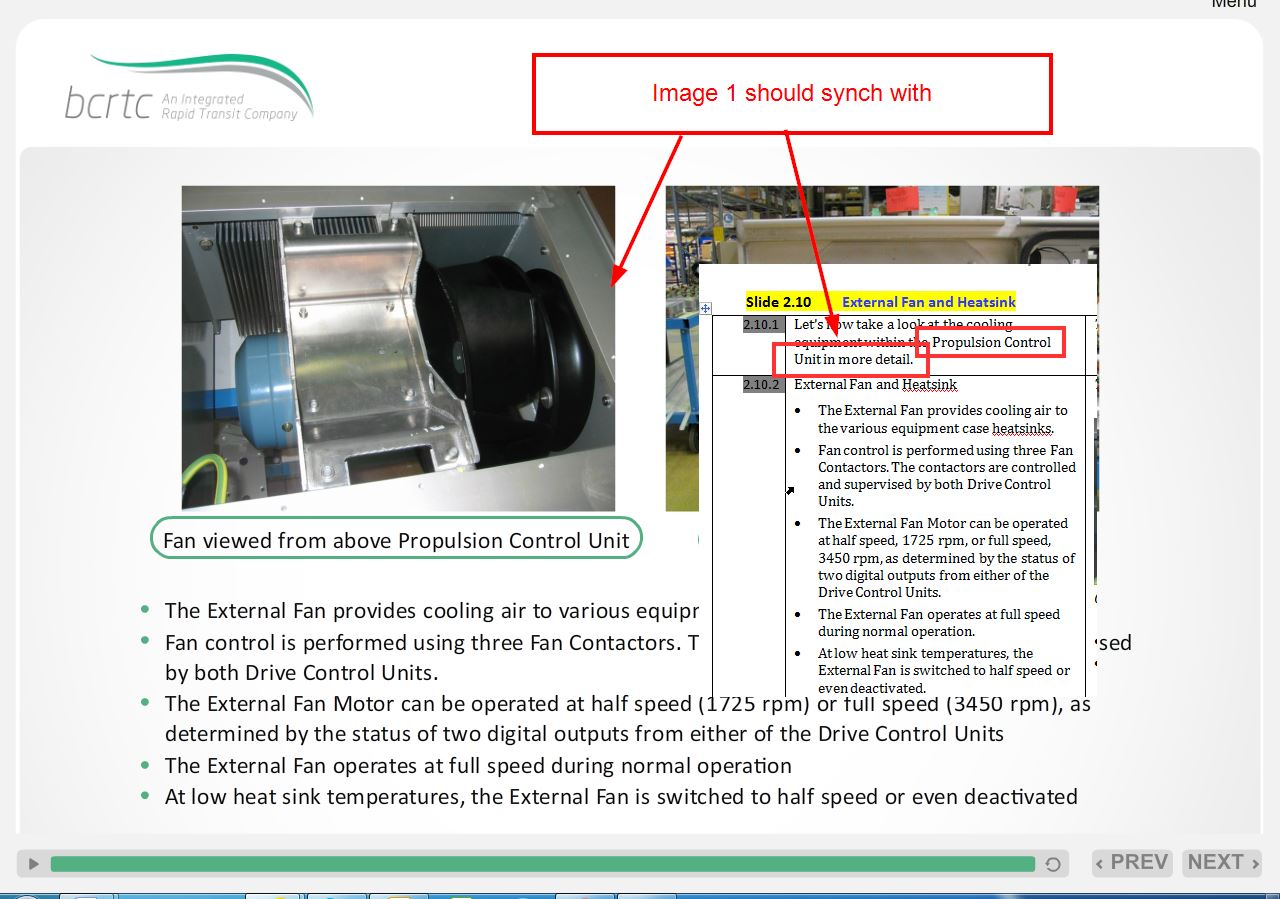 Menu
bcrtc An Integrated
Rapid Transit Company
Image 1 should synch with
Slide 2.10 External Fan and Heatsink
2.10.1 Let's now take a look at the cooling
equipment within the Propulsion Control
Unit in more detail.
2.10.2 External Fan and Heatsink
• The External Fan provides cooling air to
the various equipment case heatsinks.
• Fan control is performed using three Fan
Contactors. The contactors are controlled
and supervised by both Drive Control
Units.
• The External Fan Motor can be operated
at half speed, 1725 rpm, or full speed,
3450 rpm, as determined by the status of
two digital outputs from either of the
Drive Control Units.
• The External Fan operates at full speed
during normal operation.
• At low heat sink temperatures, the
External Fan is switched to half speed or
even deactivated.
Fan viewed from above Propulsion Control Unit
• The External Fan provides cooling air to various equipr
• Fan control is performed using three Fan Contactors. T sed
by both Drive Control Units.
• The External Fan Motor can be operated at half speed (1725 rpm) or full speed (3450 rpm), as
determined by the status of two digital outputs from either of the Drive Control Units
• The External Fan operates at full speed during normal operation
• At low heat sink temperatures, the External Fan is switched to half speed or even deactivated
‹ PREV NEXT ›